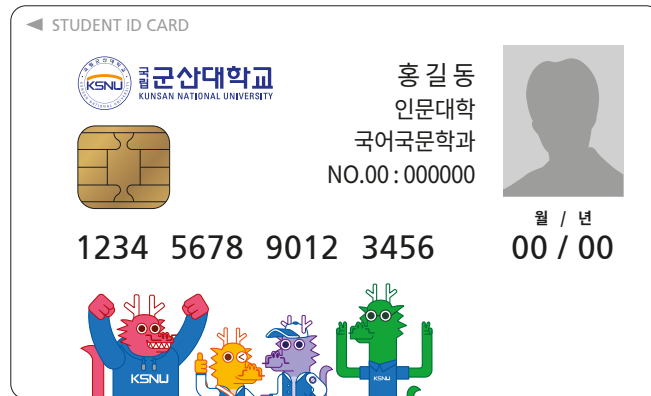 ◀ STUDENT ID CARD
KSNU
국립군산대학교
KUNSAN NATIONAL UNIVERSITY
홍길동
인문대학
국어국문학과
NO.00 : 000000
월 / 년
1234 5678 9012 3456
00 / 00
KSNU
KSNU